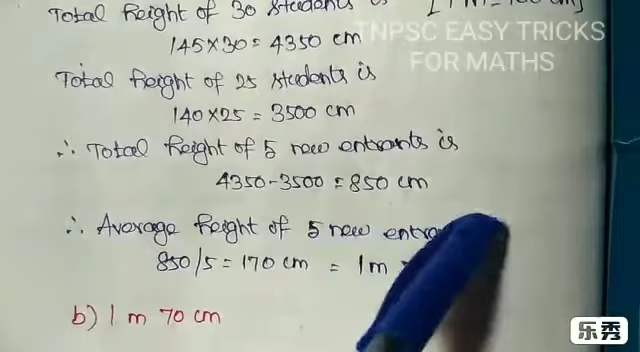 Total height of 30 students is
TNPSC EASY TRICKS
FOR MATHS
145×30 = 4350 cm
Total height of 25 students is
140×25 = 3500 cm
∴ Total height of 5 new entrants is
4350-3500 = 850 cm
∴ Average height of 5 new
850/5 = 170 cm = 1m
b) 1 m 70 cm
乐秀